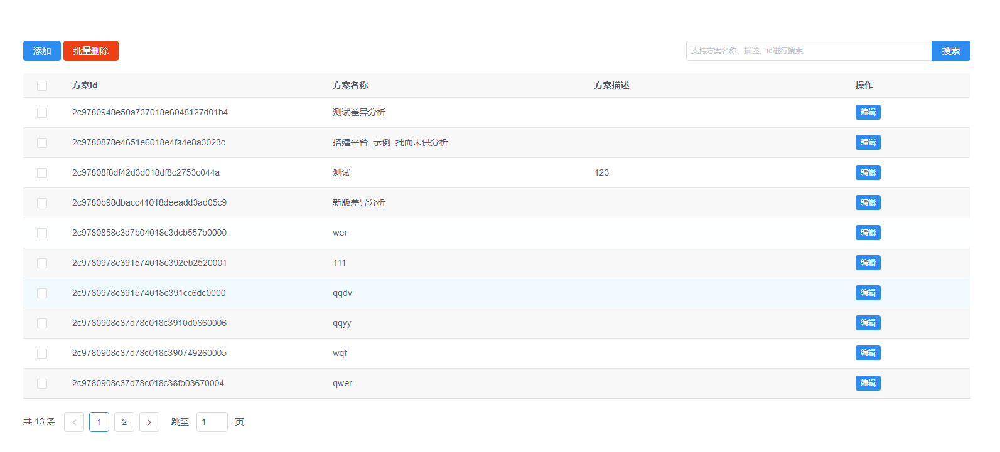 添加 批量删除 支持方案名称、描述、id进行搜索 搜索
方案id 方案名称 方案描述 操作
2c9780948e50a737018e6048127d01b4 测试差异分析 编辑
2c9780878e4651e6018e4fa4e8a3023c 搭建平台_示例_批而未供分析 编辑
2c97808f8df42d3d018df8c2753c044a 测试 123 编辑
2c9780b98dbacc41018deeadd3ad05c9 新版差异分析 编辑
2c9780858c3d7b04018c3dcb557b0000 wer 编辑
2c9780978c391574018c392eb2520001 111 编辑
2c9780978c391574018c391cc6dc0000 qqdv 编辑
2c9780908c37d78c018c3910d0660006 qqyy 编辑
2c9780908c37d78c018c390749260005 wqf 编辑
2c9780908c37d78c018c38fb03670004 qwer 编辑
共 13 条 1 2 跳至 1 页